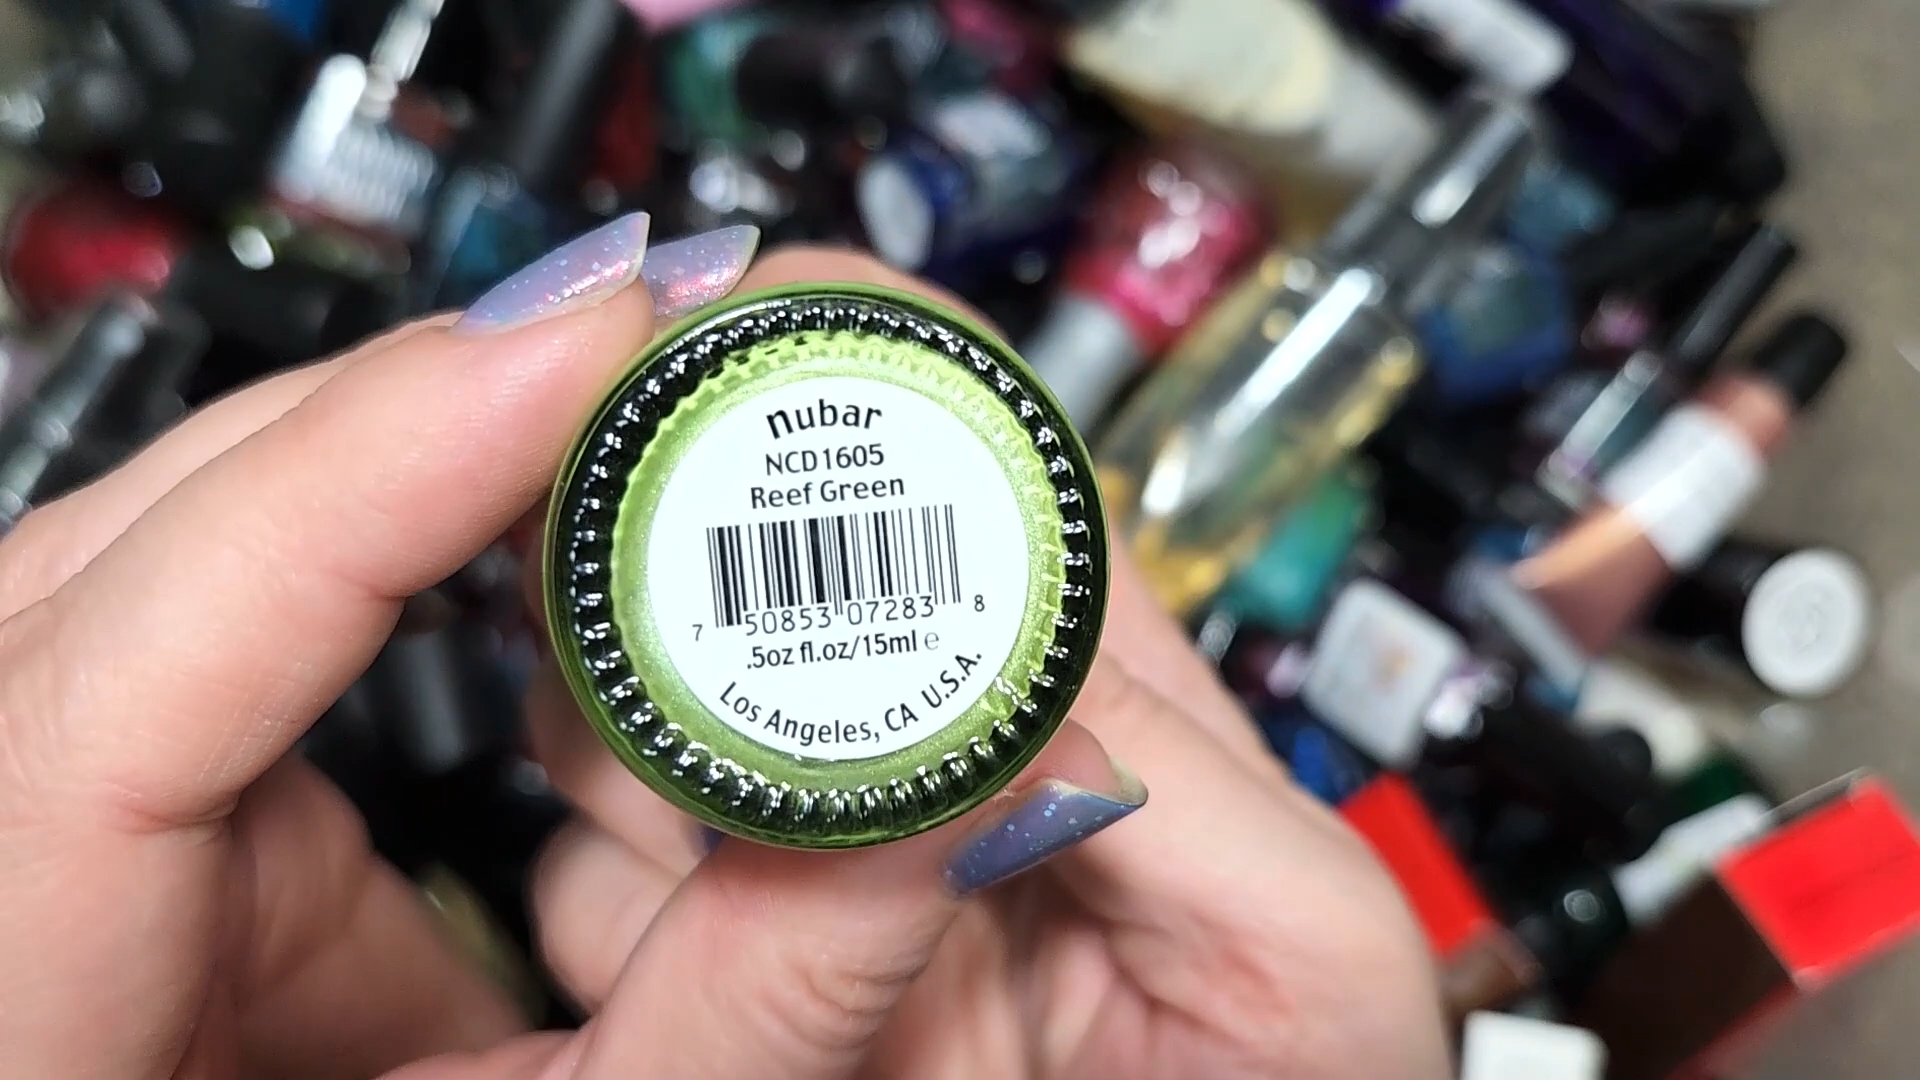 nubar
NCD1605
Reef Green
7 50853 07283 8
.5oz fl.oz/15ml e
Los Angeles, CA U.S.A.